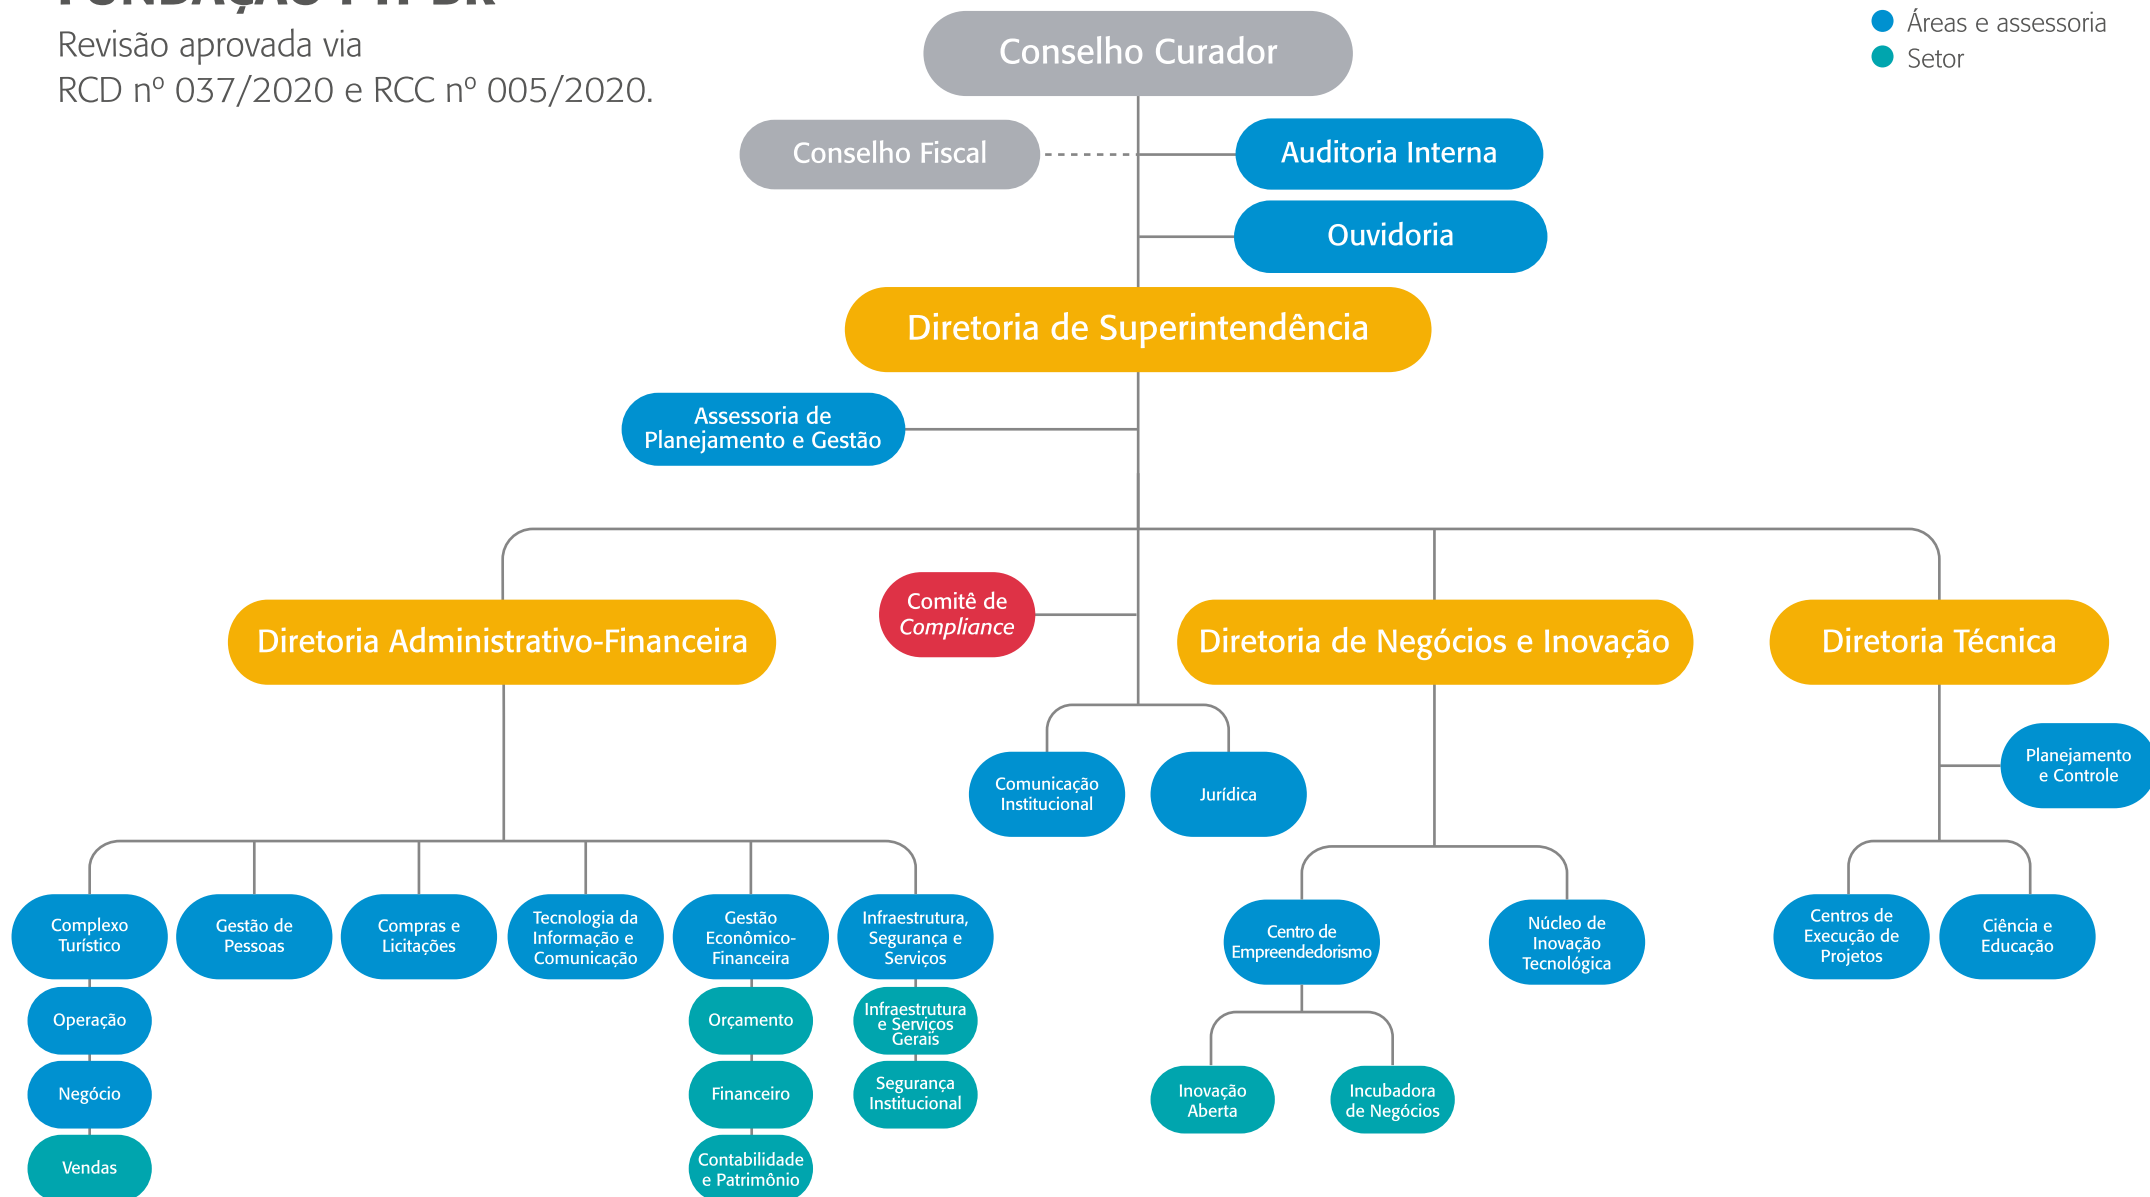 FUNDAÇÃO PTI-BR
Revisão aprovada via
RCD nº 037/2020 e RCC nº 005/2020.
Áreas e assessoria
Setor
Conselho Curador
Conselho Fiscal
Auditoria Interna
Ouvidoria
Diretoria de Superintendência
Assessoria de
Planejamento e Gestão
Comitê de
Compliance
Diretoria Administrativo-Financeira
Diretoria de Negócios e Inovação
Diretoria Técnica
Planejamento
e Controle
Comunicação
Institucional
Jurídica
Complexo
Turístico
Gestão de
Pessoas
Compras e
Licitações
Tecnologia da
Informação e
Comunicação
Gestão
Econômico-
Financeira
Infraestrutura,
Segurança e
Serviços
Centro de
Empreendedorismo
Núcleo de
Inovação
Tecnológica
Centros de
Execução de
Projetos
Ciência e
Educação
Operação
Orçamento
Infraestrutura
e Serviços
Gerais
Negócio
Financeiro
Segurança
Institucional
Inovação
Aberta
Incubadora
de Negócios
Vendas
Contabilidade
e Patrimônio